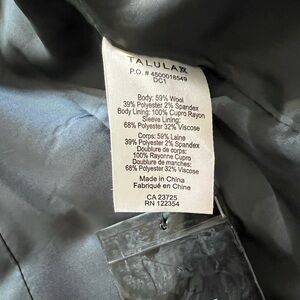 TALULA
P.O. # 4500018549
DC1
Body: 59% Wool
39% Polyester 2% Spandex
Body Lining: 100% Cupro Rayon
Sleeve Lining:
68% Polyester 32% Viscose
Corps: 59% Laine
39% Polyester 2% Spandex
Doublure de corps:
100% Rayonne Cupro
Doublure de manches:
68% Polyester 32% Viscose
Made in China
Fabriqué en Chine
CA 23725
RN 122354